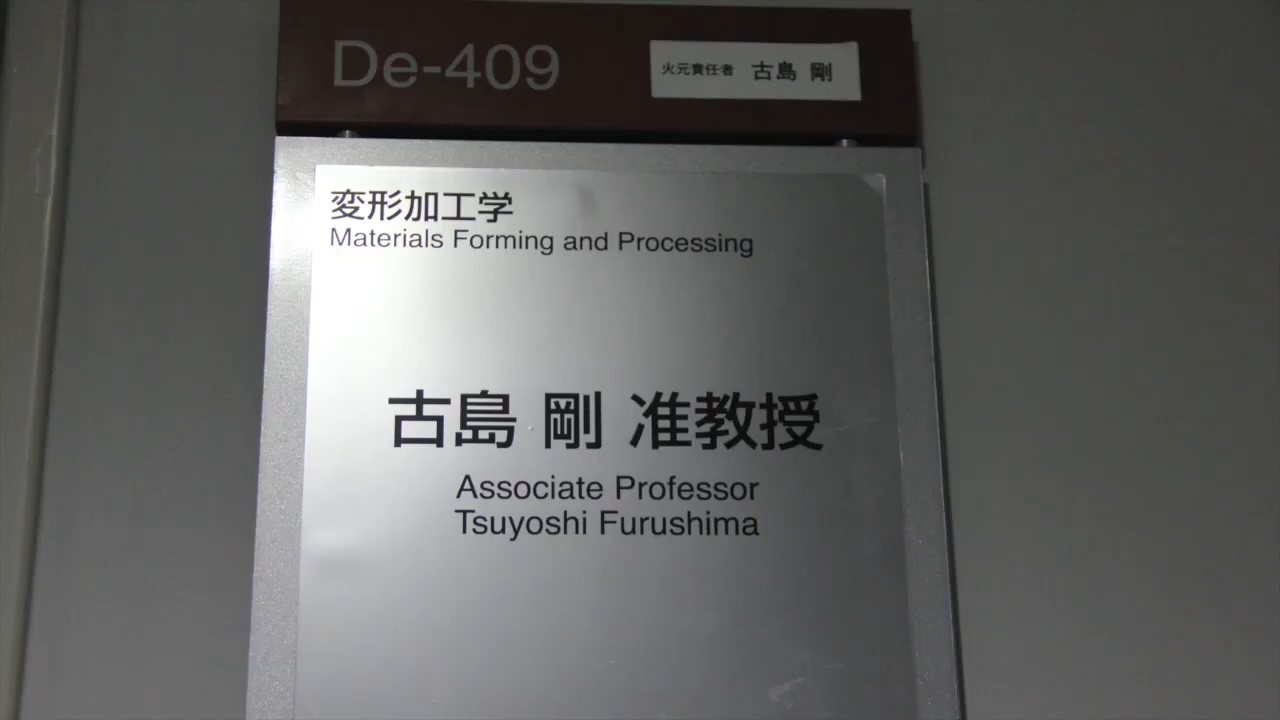 De-409
火元責任者 古島 剛
変形加工学
Materials Forming and Processing
古島 剛 准教授
Associate Professor
Tsuyoshi Furushima